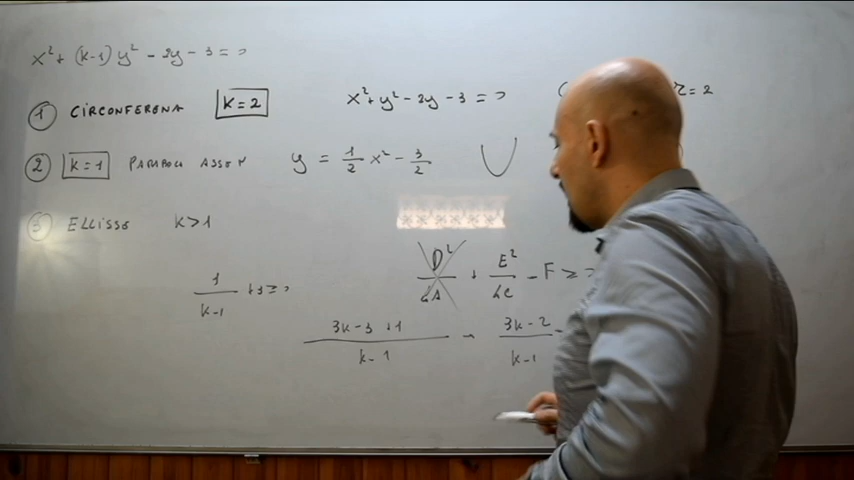 x² + (k-1) y² - 2y - 3 = 0
① CIRCONFERENZA K=2 x² + y² - 2y - 3 = 0 ( r = 2
② K=1 PARABOLA ASSE Y y = 1/2 x² - 3/2
③ ELLISSE K>1
D²/4A + E²/4C - F ≥ 0
1/(k-1) + 3 ≥ 0
(3k-3+1)/(k-1) = (3k-2)/(k-1)